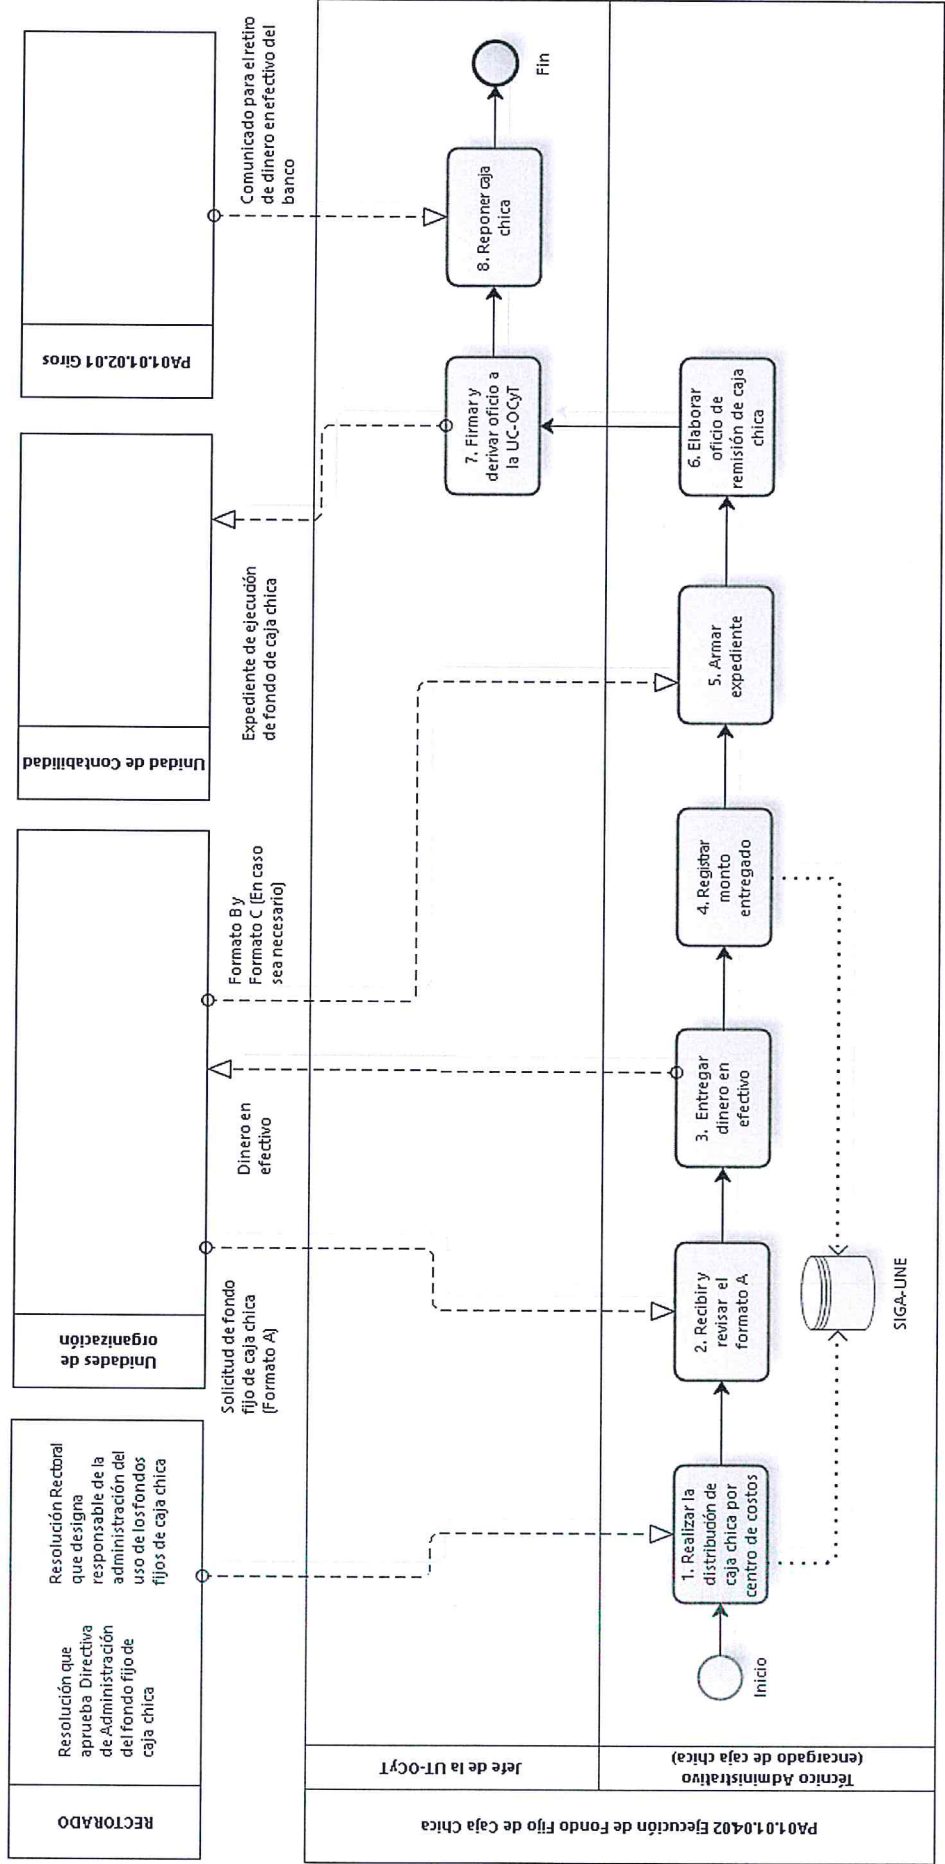 RECTORADO
Resolución que
aprueba Directiva
de Administración
del fondo fijo de
caja chica
Resolución Rectoral
que designa
responsable de la
administración del
uso de losfondos
fijos de caja chica
Unidades de
organización
Unidad de Contabilidad
PA01.01.02.01 Giros
Solicitud de fondo
fijo de caja chica
(Formato A)
Dinero en
efectivo
Formato B y
Formato C (En caso
sea necesario)
Expediente de ejecución
de fondo de caja chica
Comunicado para el retiro
de dinero en efectivo del
banco
PA01.01.01.04.02 Ejecución de Fondo Fijo de Caja Chica
Jefe de la UT-OCyT
7. Firmar y
derivar oficio a
la UC-OCyT
8. Reponer caja
chica
Fin
Técnico Administrativo
(encargado de caja chica)
Inicio
1. Realizar la
distribución de
caja chica por
centro de costos
2. Recibir y
revisar el
formato A
3. Entregar
dinero en
efectivo
4. Registrar
monto
entregado
5. Armar
expediente
6. Elaborar
oficio de
remisión de caja
chica
SIGA-UNE